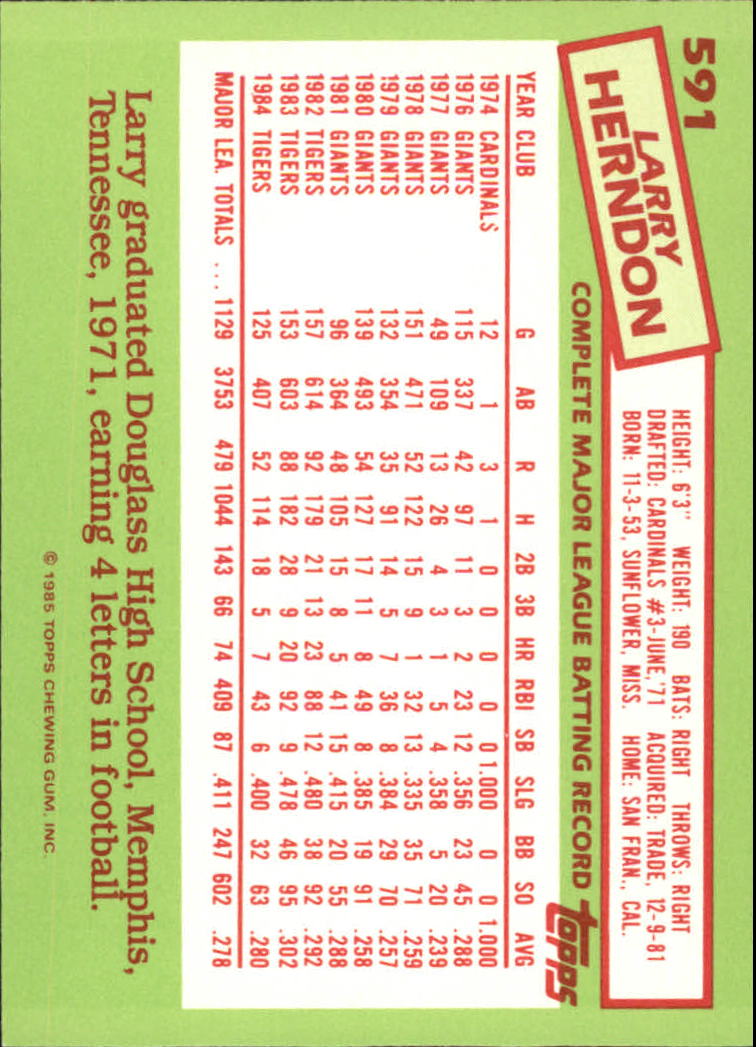 591
LARRY
HERNDON
HEIGHT: 6'3" WEIGHT: 190 BATS: RIGHT THROWS: RIGHT
DRAFTED: CARDINALS #3-JUNE,'71 ACQUIRED: TRADE, 12-9-81
BORN: 11-3-53, SUNFLOWER, MISS. HOME: SAN FRAN., CAL.
COMPLETE MAJOR LEAGUE BATTING RECORD topps
YEAR CLUB G AB R H 2B 3B HR RBI SB SLG BB SO AVG
1974 CARDINALS 12 1 3 1 0 0 0 0 0 1.000 0 0 1.000
1976 GIANTS 115 337 42 97 11 3 2 23 12 .356 23 45 .288
1977 GIANTS 49 109 13 26 4 3 1 5 4 .358 5 20 .239
1978 GIANTS 151 471 52 122 15 9 1 32 13 .335 35 71 .259
1979 GIANTS 132 354 35 91 14 5 7 36 8 .384 29 70 .257
1980 GIANTS 139 493 54 127 17 11 8 49 8 .385 19 91 .258
1981 GIANTS 96 364 48 105 15 8 5 41 15 .415 20 55 .288
1982 TIGERS 157 614 92 179 21 13 23 88 12 .480 38 92 .292
1983 TIGERS 153 603 88 182 28 9 20 92 9 .478 46 95 .302
1984 TIGERS 125 407 52 114 18 5 7 43 6 .400 32 63 .280
MAJOR LEA. TOTALS ... 1129 3753 479 1044 143 66 74 409 87 .411 247 602 .278
Larry graduated Douglass High School, Memphis,
Tennessee, 1971, earning 4 letters in football.
© 1985 TOPPS CHEWING GUM, INC.